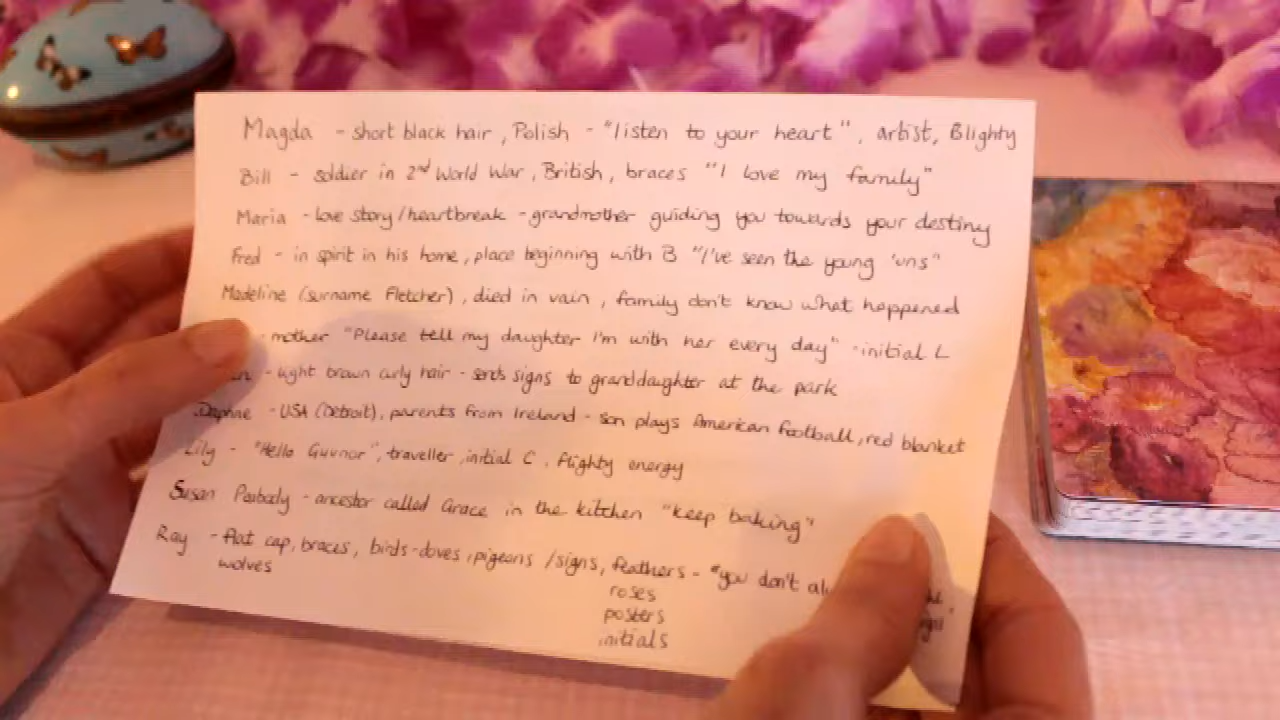 Magda - short black hair, Polish - "listen to your heart", artist, Blighty
Bill - soldier in 2nd World War, British, braces "I love my family"
Maria - love story/heartbreak - grandmother guiding you towards your destiny
Fred - in spirit in his home, place beginning with B "I've seen the young 'uns"
Madeline (surname Fletcher), died in vain, family don't know what happened
- mother "Please tell my daughter I'm with her every day" - initial L
- light brown curly hair - sends signs to granddaughter at the park
Daphne - USA (Detroit), parents from Ireland - son plays American football, red blanket
Lily - "Hello Guvnor", traveller, initial C, flighty energy
Susan Peabody - ancestor called Grace in the kitchen "keep baking"
Ray - flat cap, braces, birds-doves, pigeons /signs, feathers - "you don't
wolves
roses
posters
initials